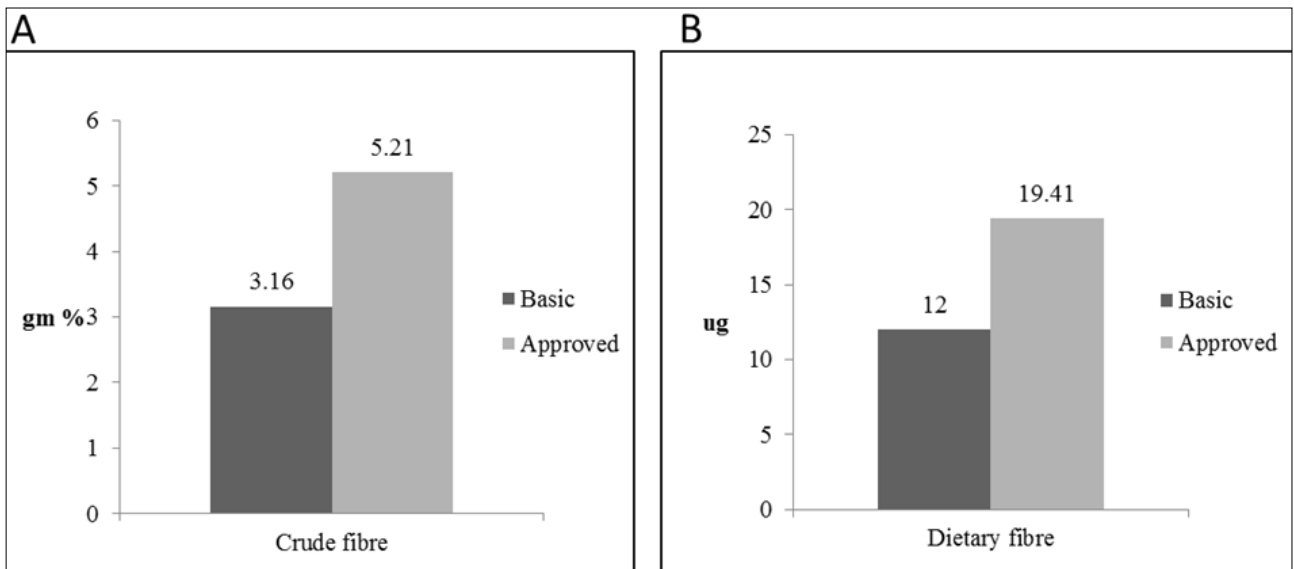 A
6
5
4
gm %3
2
1
0
3.16
5.21
Basic
Approved
Crude fibre
B
25
20
15
ug
10
5
0
12
19.41
Basic
Approved
Dietary fibre